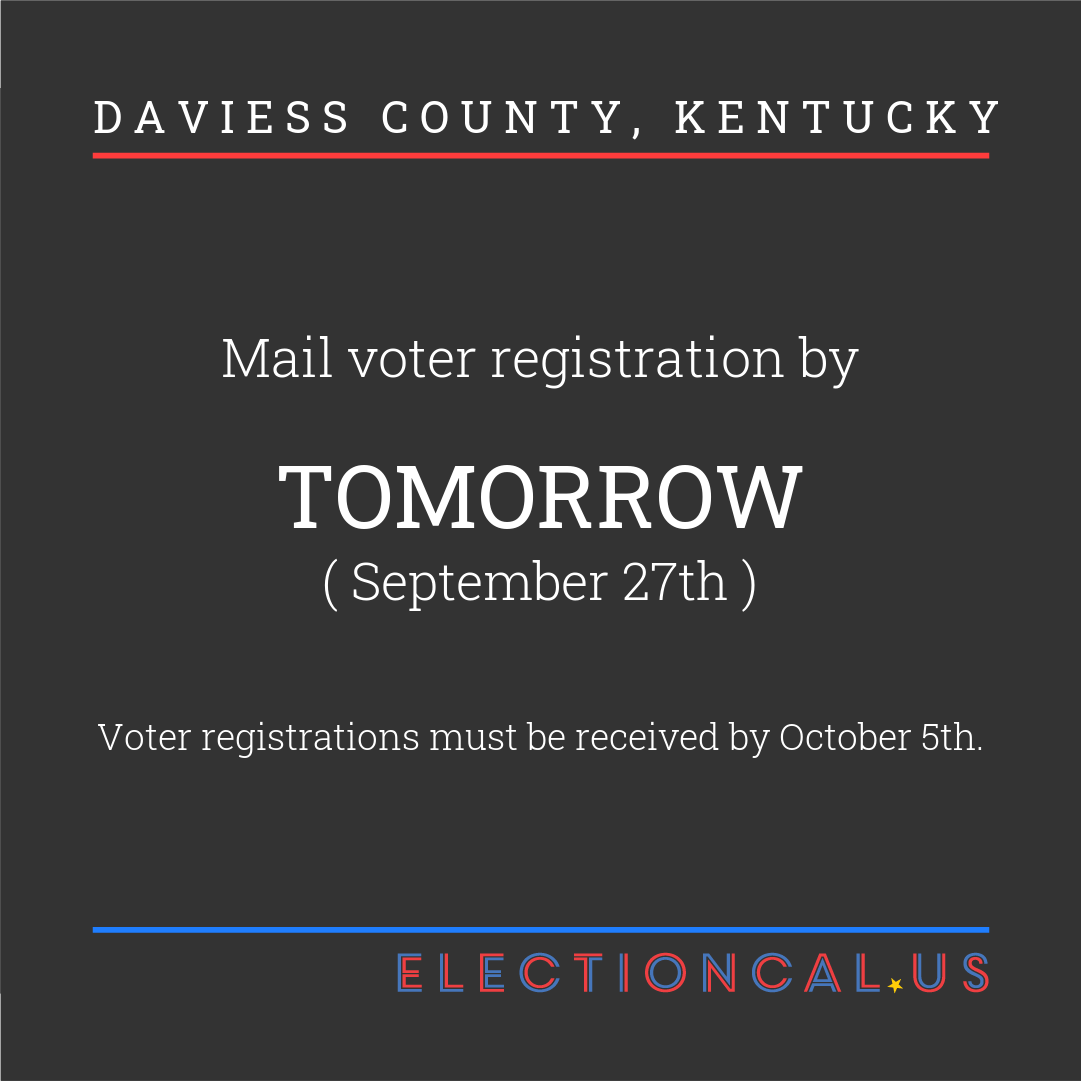 DAVIESS COUNTY, KENTUCKY
Mail voter registration by
TOMORROW
( September 27th )
Voter registrations must be received by October 5th.
ELECTIONCAL.US